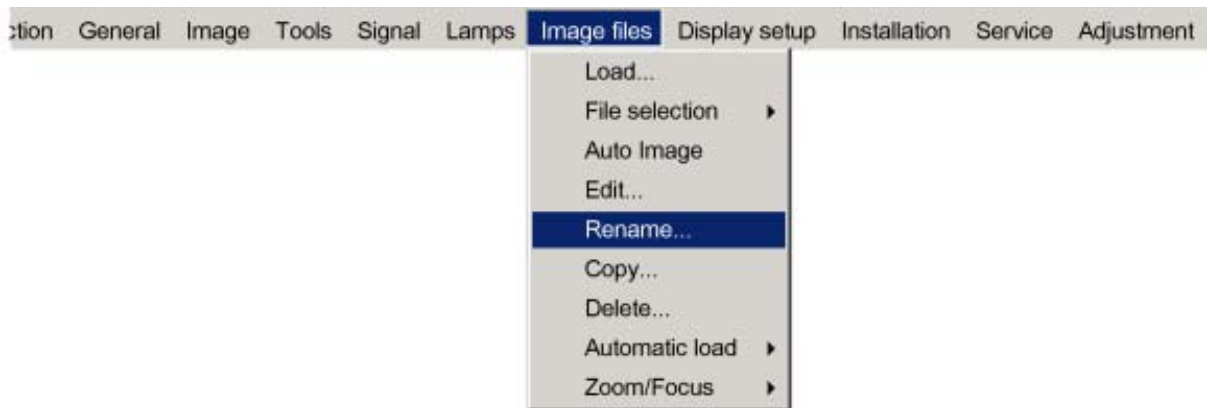 ction General Image Tools Signal Lamps Image files Display setup Installation Service Adjustment
Load...
File selection
Auto Image
Edit...
Rename...
Copy...
Delete...
Automatic load
Zoom/Focus